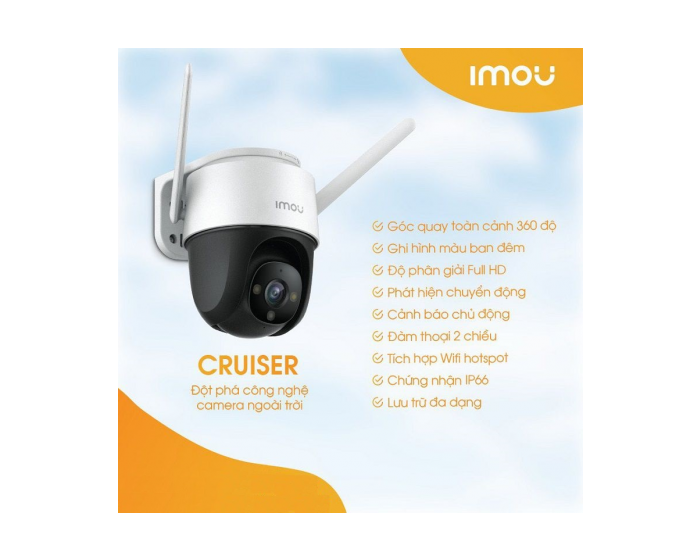 imou
imou
Góc quay toàn cảnh 360 độ
Ghi hình màu ban đêm
Độ phân giải Full HD
Phát hiện chuyển động
Cảnh báo chủ động
Đàm thoại 2 chiều
Tích hợp Wifi hotspot
Chứng nhận IP66
Lưu trữ đa dạng
CRUISER
Đột phá công nghệ
camera ngoài trời